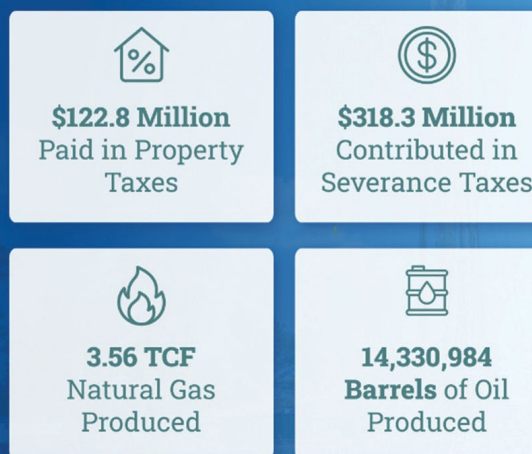 $122.8 Million
Paid in Property
Taxes
$318.3 Million
Contributed in
Severance Taxes
3.56 TCF
Natural Gas
Produced
14,330,984
Barrels of Oil
Produced